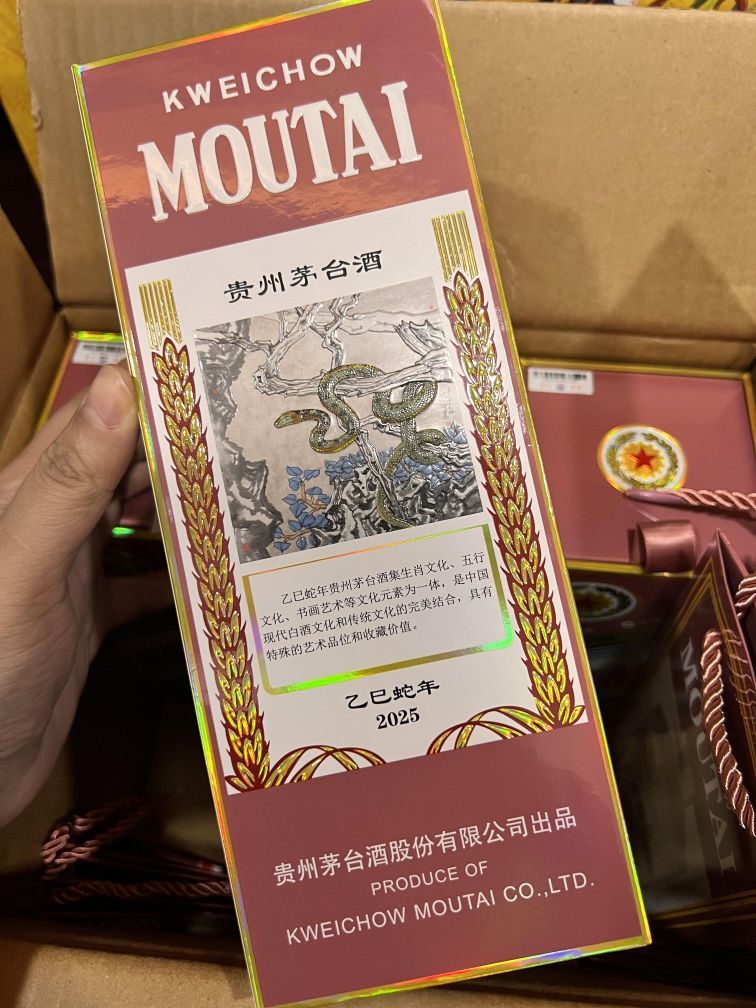 KWEICHOW
MOUTAI
贵州茅台酒
乙巳蛇年贵州茅台酒集生肖文化、五行
文化、书画艺术等文化元素为一体，是中国
现代白酒文化和传统文化的完美结合，具有
特殊的艺术品位和收藏价值。
乙巳蛇年
2025
贵州茅台酒股份有限公司出品
PRODUCE OF
KWEICHOW MOUTAI CO.,LTD.
MOUTAI